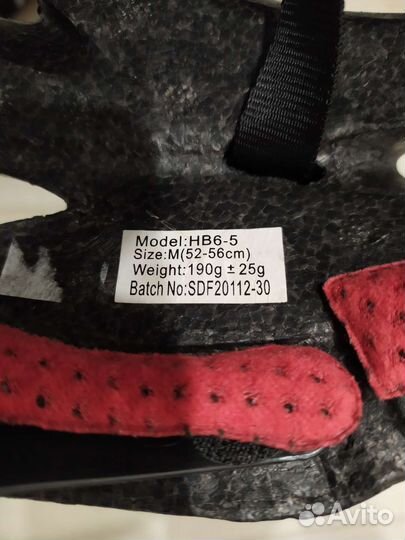 Model:HB6-5
Size:M(52-56cm)
Weight:190g ± 25g
Batch No:SDF20112-30
Avito